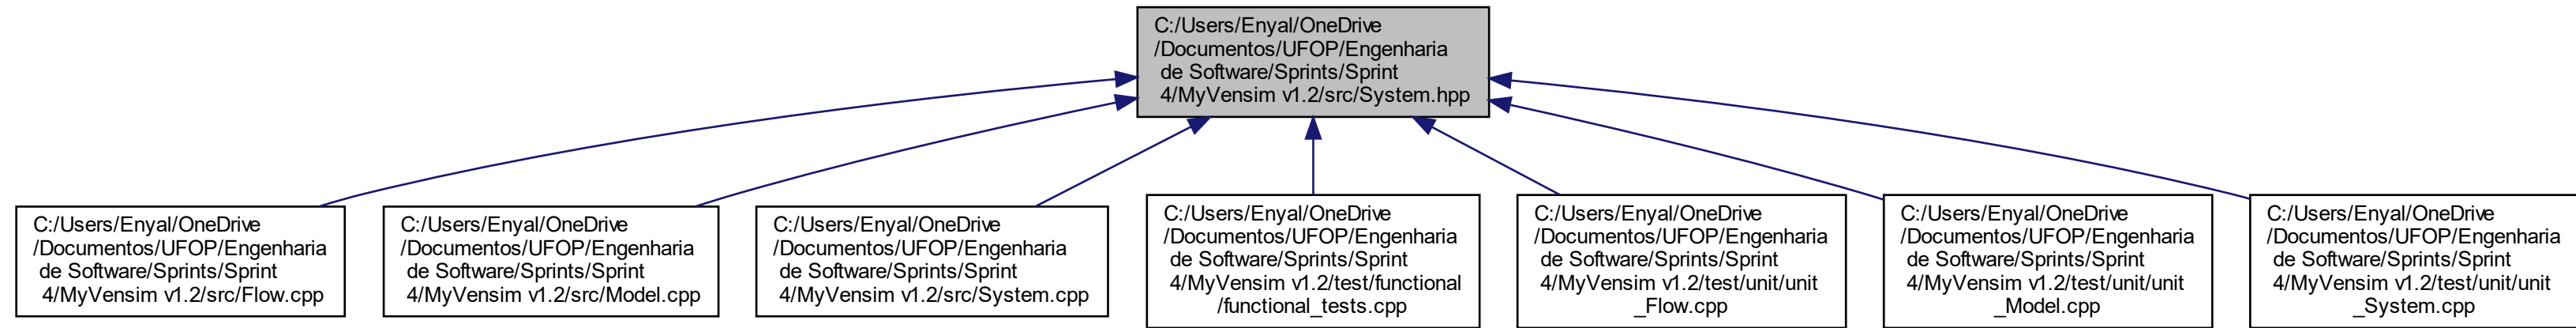 C:/Users/Enyal/OneDrive
/Documentos/UFOP/Engenharia
de Software/Sprints/Sprint
4/MyVensim v1.2/src/System.hpp
C:/Users/Enyal/OneDrive
/Documentos/UFOP/Engenharia
de Software/Sprints/Sprint
4/MyVensim v1.2/src/Flow.cpp
C:/Users/Enyal/OneDrive
/Documentos/UFOP/Engenharia
de Software/Sprints/Sprint
4/MyVensim v1.2/src/Model.cpp
C:/Users/Enyal/OneDrive
/Documentos/UFOP/Engenharia
de Software/Sprints/Sprint
4/MyVensim v1.2/src/System.cpp
C:/Users/Enyal/OneDrive
/Documentos/UFOP/Engenharia
de Software/Sprints/Sprint
4/MyVensim v1.2/test/functional
/functional_tests.cpp
C:/Users/Enyal/OneDrive
/Documentos/UFOP/Engenharia
de Software/Sprints/Sprint
4/MyVensim v1.2/test/unit/unit
_Flow.cpp
C:/Users/Enyal/OneDrive
/Documentos/UFOP/Engenharia
de Software/Sprints/Sprint
4/MyVensim v1.2/test/unit/unit
_Model.cpp
C:/Users/Enyal/OneDrive
/Documentos/UFOP/Engenharia
de Software/Sprints/Sprint
4/MyVensim v1.2/test/unit/unit
_System.cpp